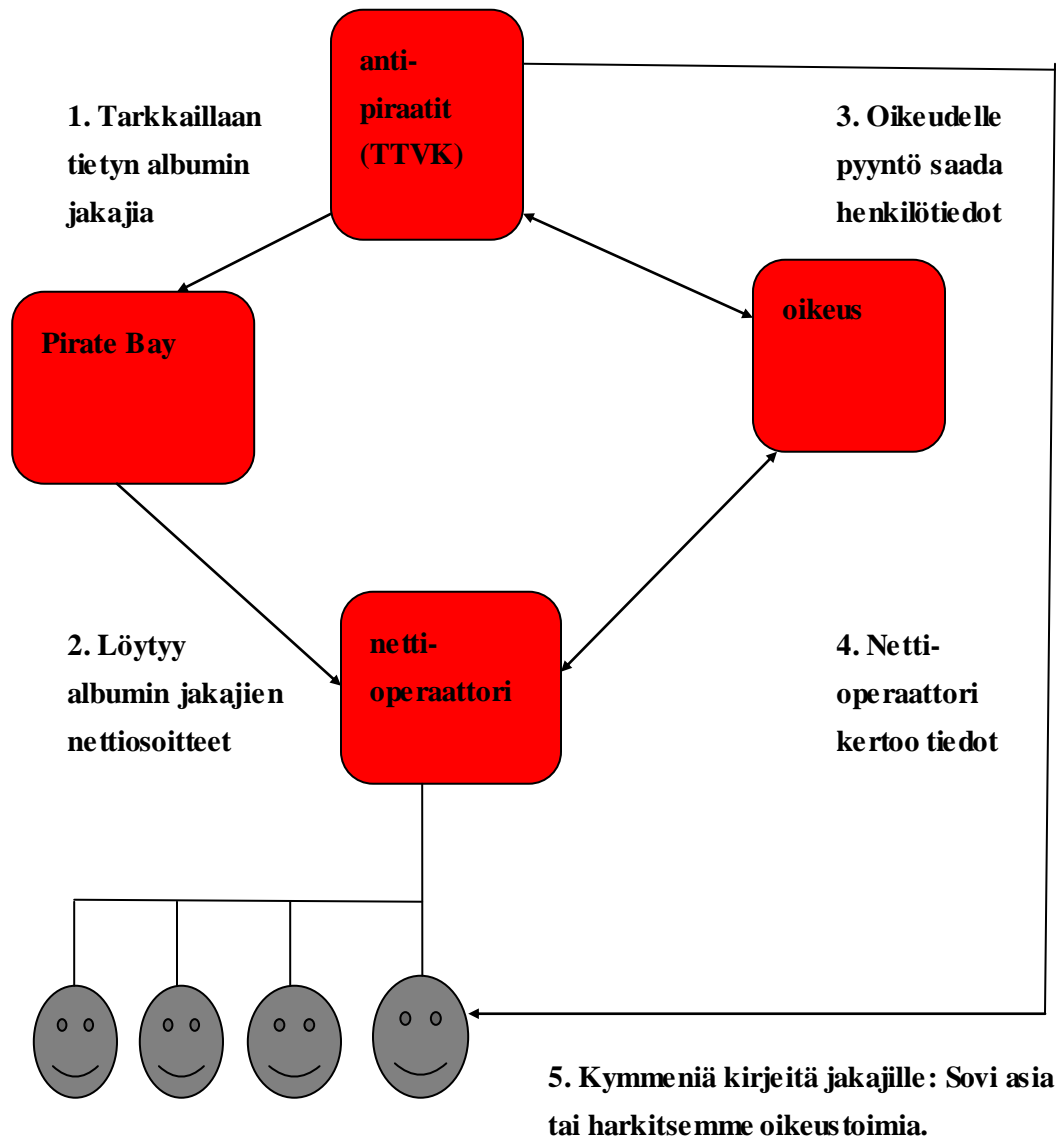 anti-
piraatit
(TTVK)
1. Tarkkaillaan
tietyn albumin
jakajia
3. Oikeudelle
pyyntö saada
henkilötiedot
Pirate Bay
oikeus
2. Löytyy
albumin jakajien
nettiosoitteet
netti-
operaattori
4. Netti-
operaattori
kertoo tiedot
5. Kymmeniä kirjeitä jakajille: Sovi asia
tai harkitsemme oikeustoimia.